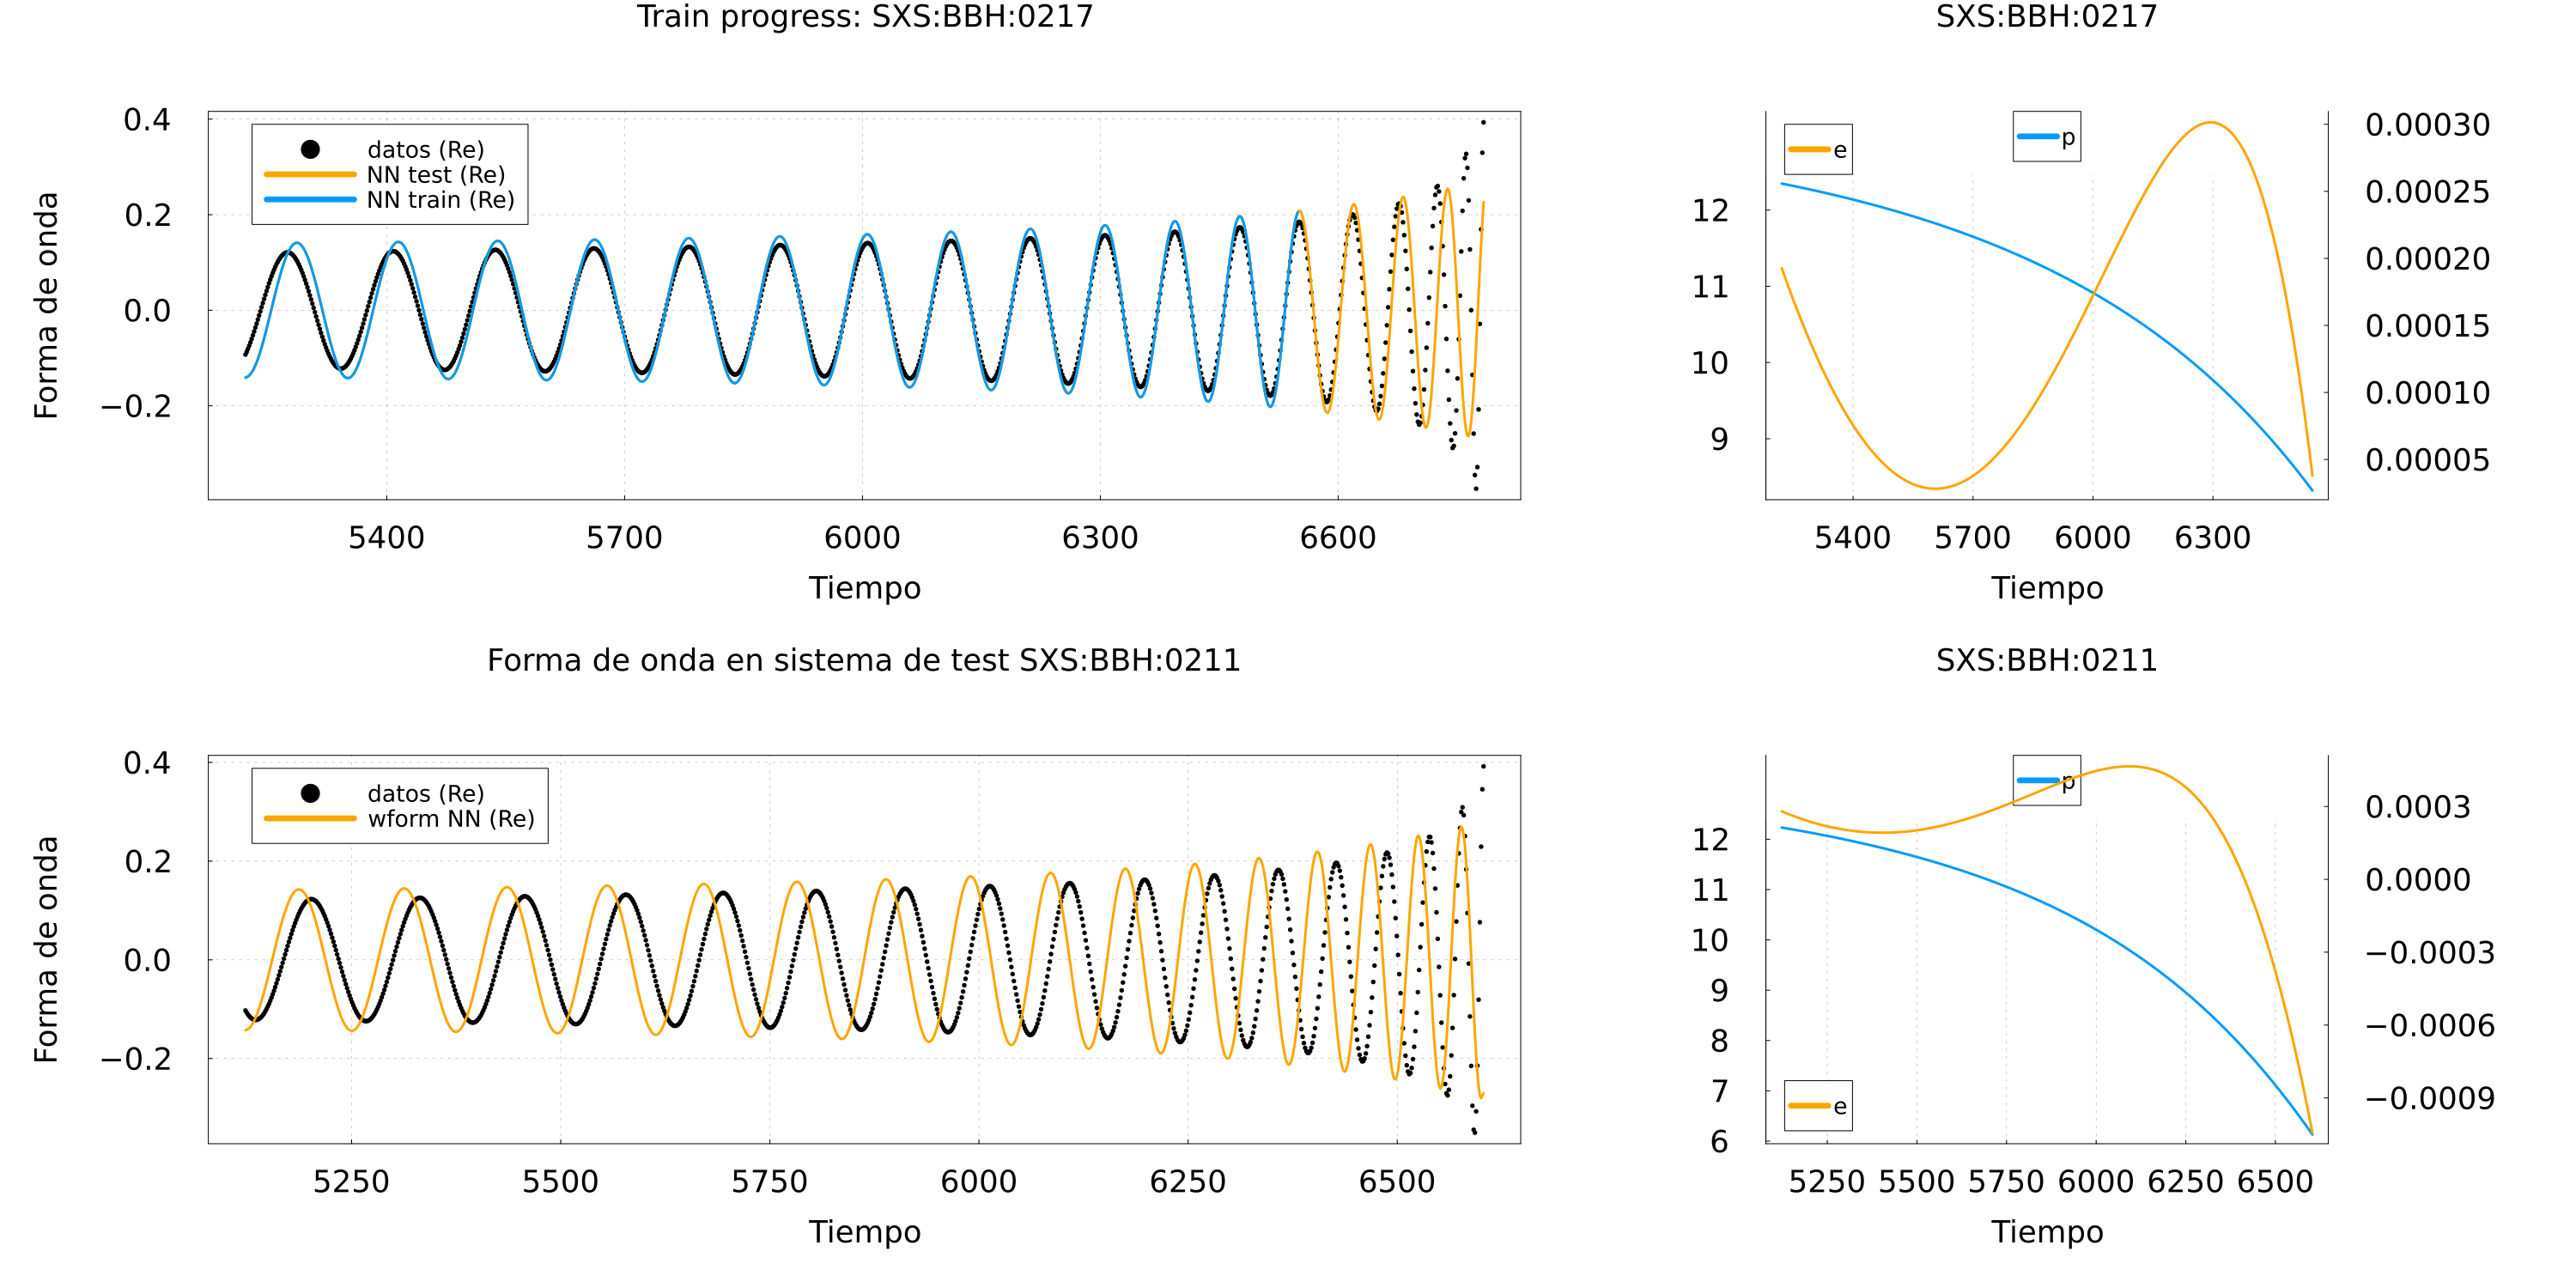 Train progress: SXS:BBH:0217
0.4
0.2
0.0
−0.2
Forma de onda
datos (Re)
NN test (Re)
NN train (Re)
5400
5700
6000
6300
6600
Tiempo
SXS:BBH:0217
e
p
12
11
10
9
0.00030
0.00025
0.00020
0.00015
0.00010
0.00005
5400
5700
6000
6300
Tiempo
Forma de onda en sistema de test SXS:BBH:0211
0.4
0.2
0.0
−0.2
Forma de onda
datos (Re)
wform NN (Re)
5250
5500
5750
6000
6250
6500
Tiempo
SXS:BBH:0211
p
e
12
11
10
9
8
7
6
0.0003
0.0000
−0.0003
−0.0006
−0.0009
5250
5500
5750
6000
6250
6500
Tiempo